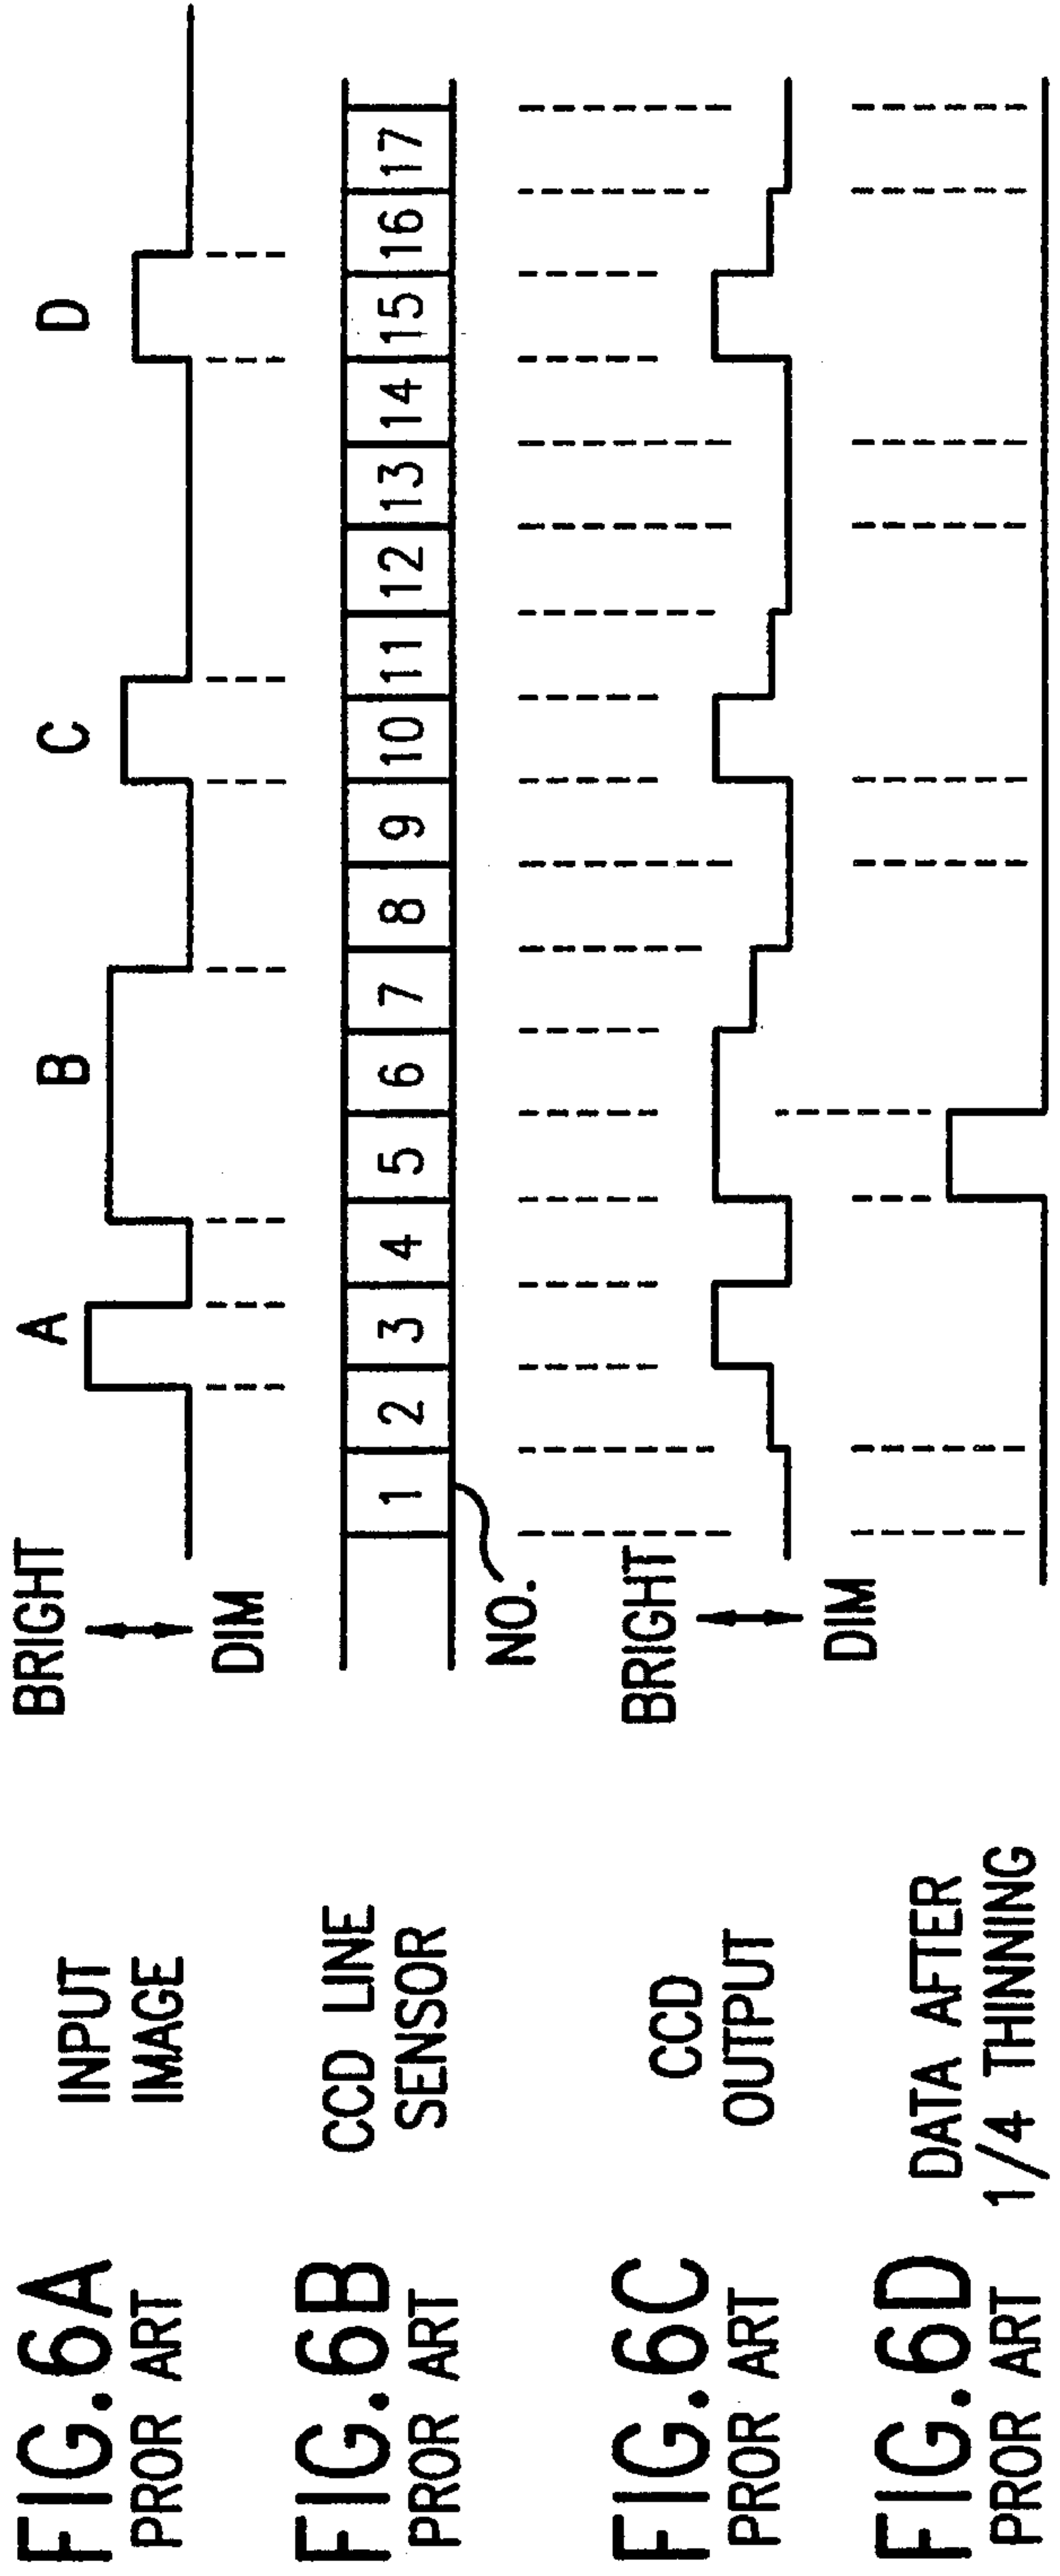 FIG.6A
PROR ART
INPUT
IMAGE
BRIGHT
DIM
A
B
C
D
FIG.6B
PROR ART
CCD LINE
SENSOR
1 2 3 4 5 6 7 8 9 10 11 12 13 14 15 16 17
NO.
FIG.6C
PROR ART
CCD
OUTPUT
BRIGHT
DIM
FIG.6D
PROR ART
DATA AFTER
1/4 THINNING